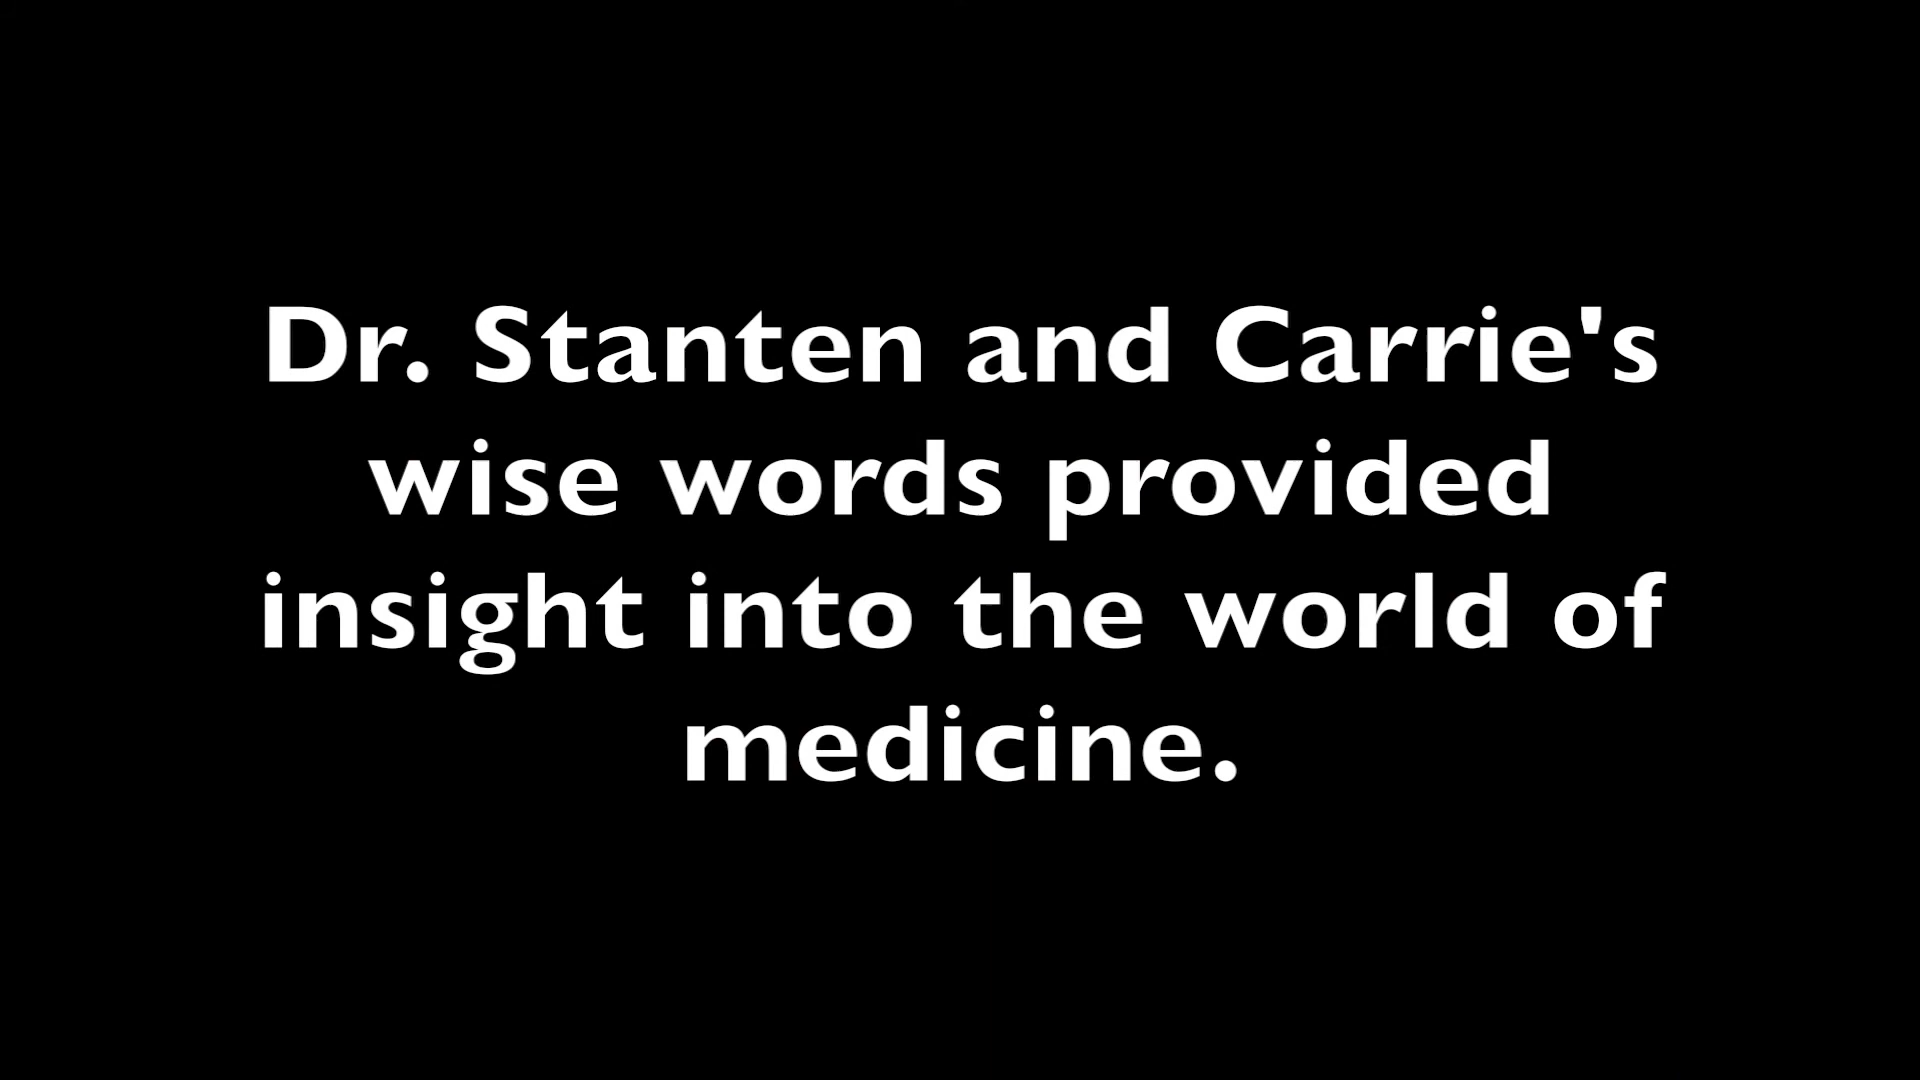 Dr. Stanten and Carrie's
wise words provided
insight into the world of
medicine.